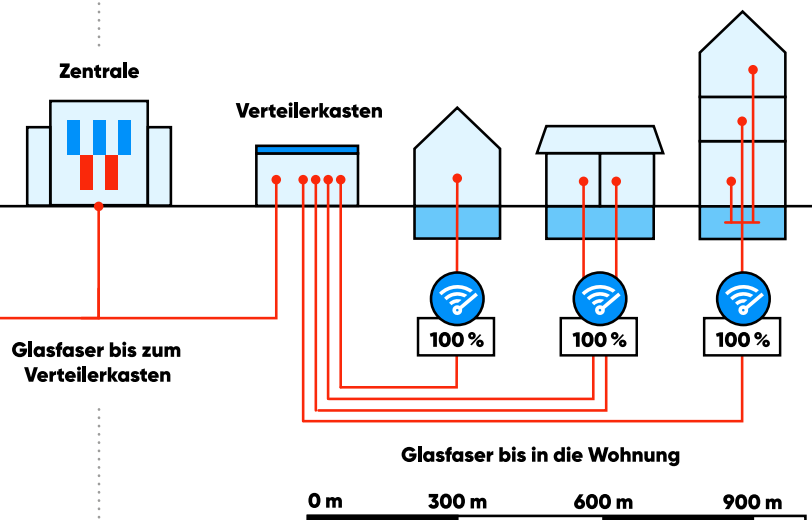 Zentrale
Verteilerkasten
100 %
100 %
100 %
Glasfaser bis zum
Verteilerkasten
Glasfaser bis in die Wohnung
0 m
300 m
600 m
900 m